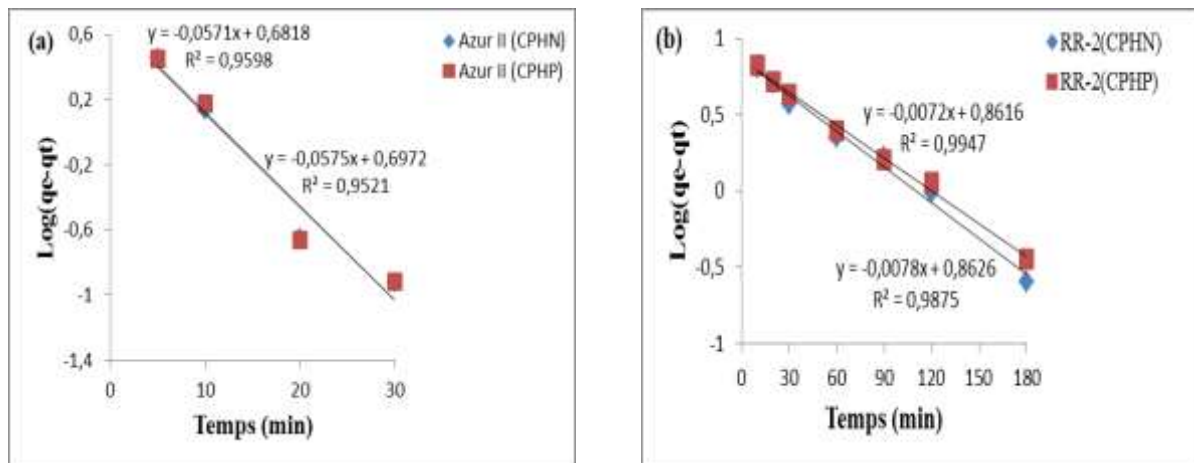 (a)
y = -0,0571x + 0,6818
R² = 0,9598
Azur II (CPHN)
Azur II (CPHP)
y = -0,0575x + 0,6972
R² = 0,9521
Log(qe-qt)
0,6
0,2
-0,2
-0,6
-1
-1,4
0 10 20 30
Temps (min)
(b)
RR-2(CPHN)
RR-2(CPHP)
y = -0,0072x + 0,8616
R² = 0,9947
y = -0,0078x + 0,8626
R² = 0,9875
Log(qe-qt)
1
0,5
0
-0,5
-1
0 30 60 90 120 150 180
Temps (min)